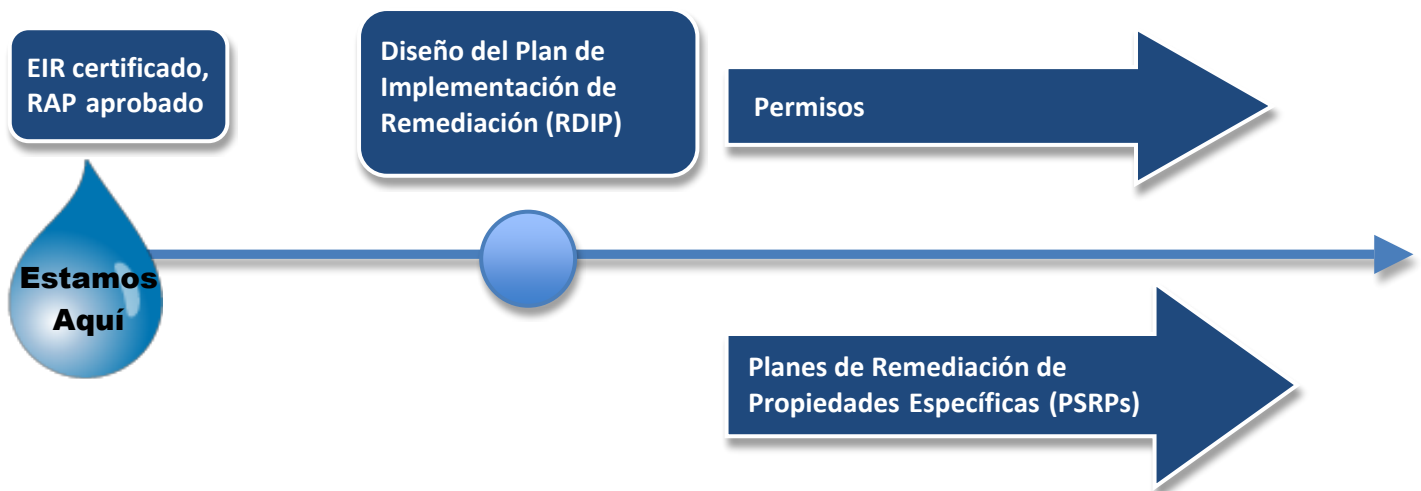 EIR certificado,
RAP aprobado
Diseño del Plan de
Implementación de
Remediación (RDIP)
Permisos
Estamos
Aquí
Planes de Remediación de
Propiedades Específicas (PSRPs)